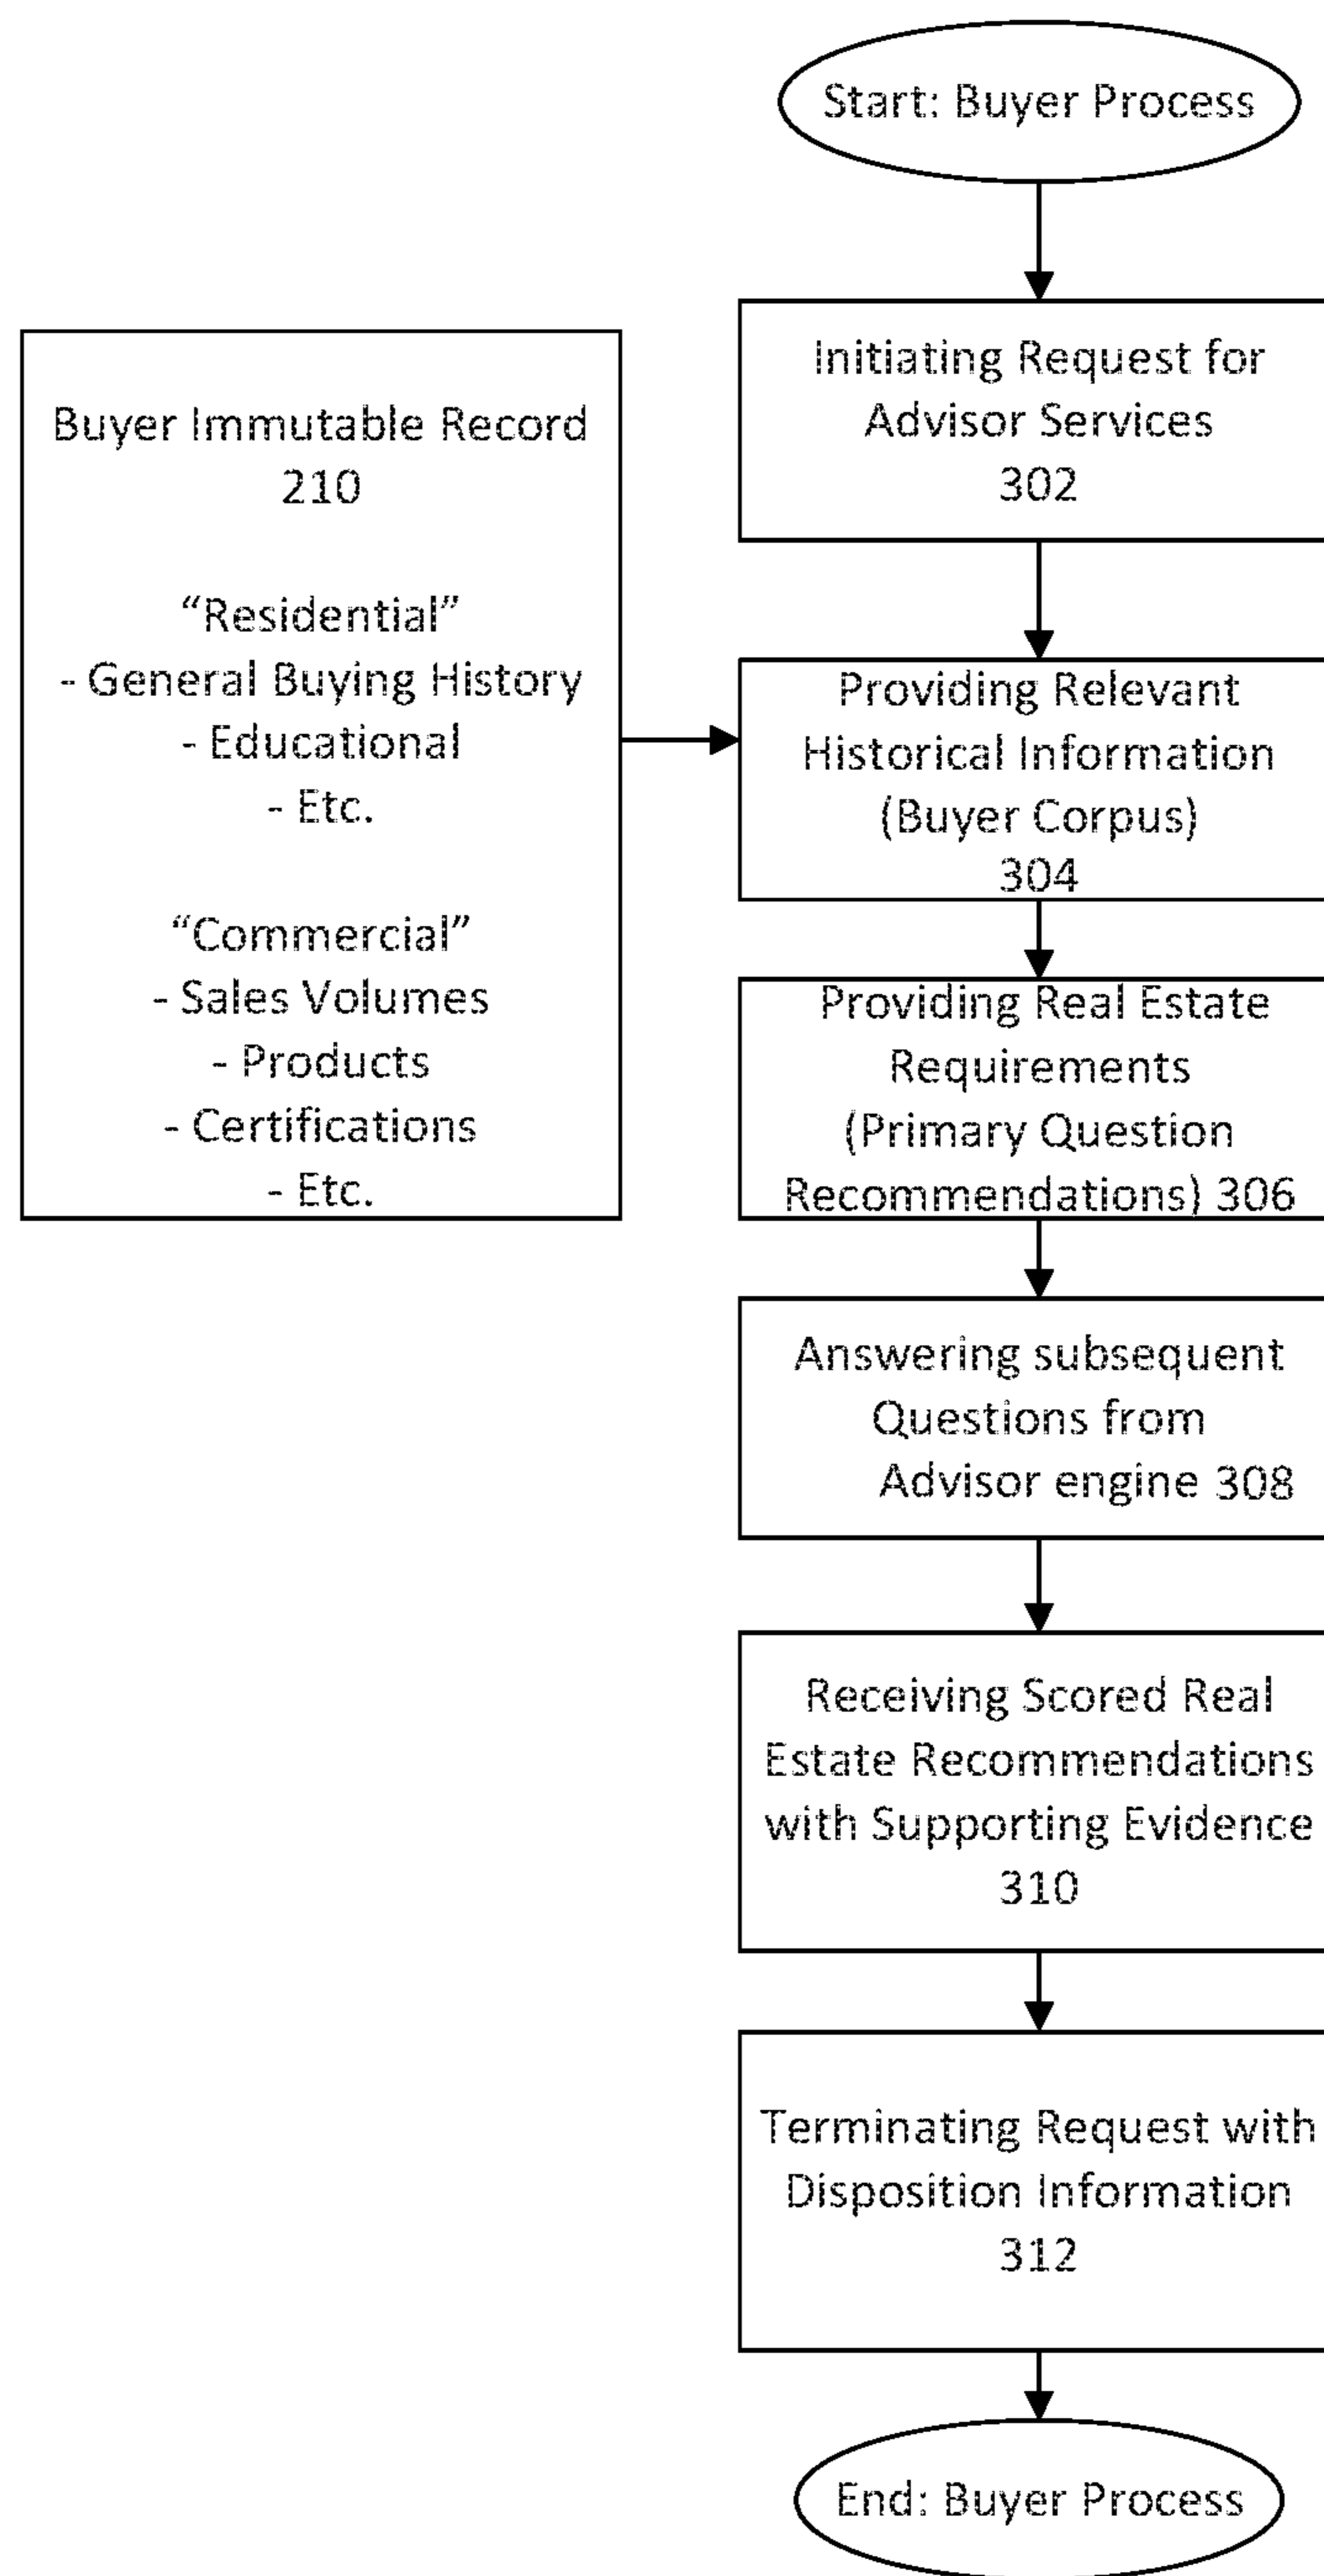 Start: Buyer Process
Initiating Request for
Advisor Services
302
Buyer Immutable Record
210
“Residential”
- General Buying History
- Educational
- Etc.
“Commercial”
- Sales Volumes
- Products
- Certifications
- Etc.
Providing Relevant
Historical Information
(Buyer Corpus)
304
Providing Real Estate
Requirements
(Primary Question
Recommendations) 306
Answering subsequent
Questions from
Advisor engine 308
Receiving Scored Real
Estate Recommendations
with Supporting Evidence
310
Terminating Request with
Disposition Information
312
End: Buyer Process